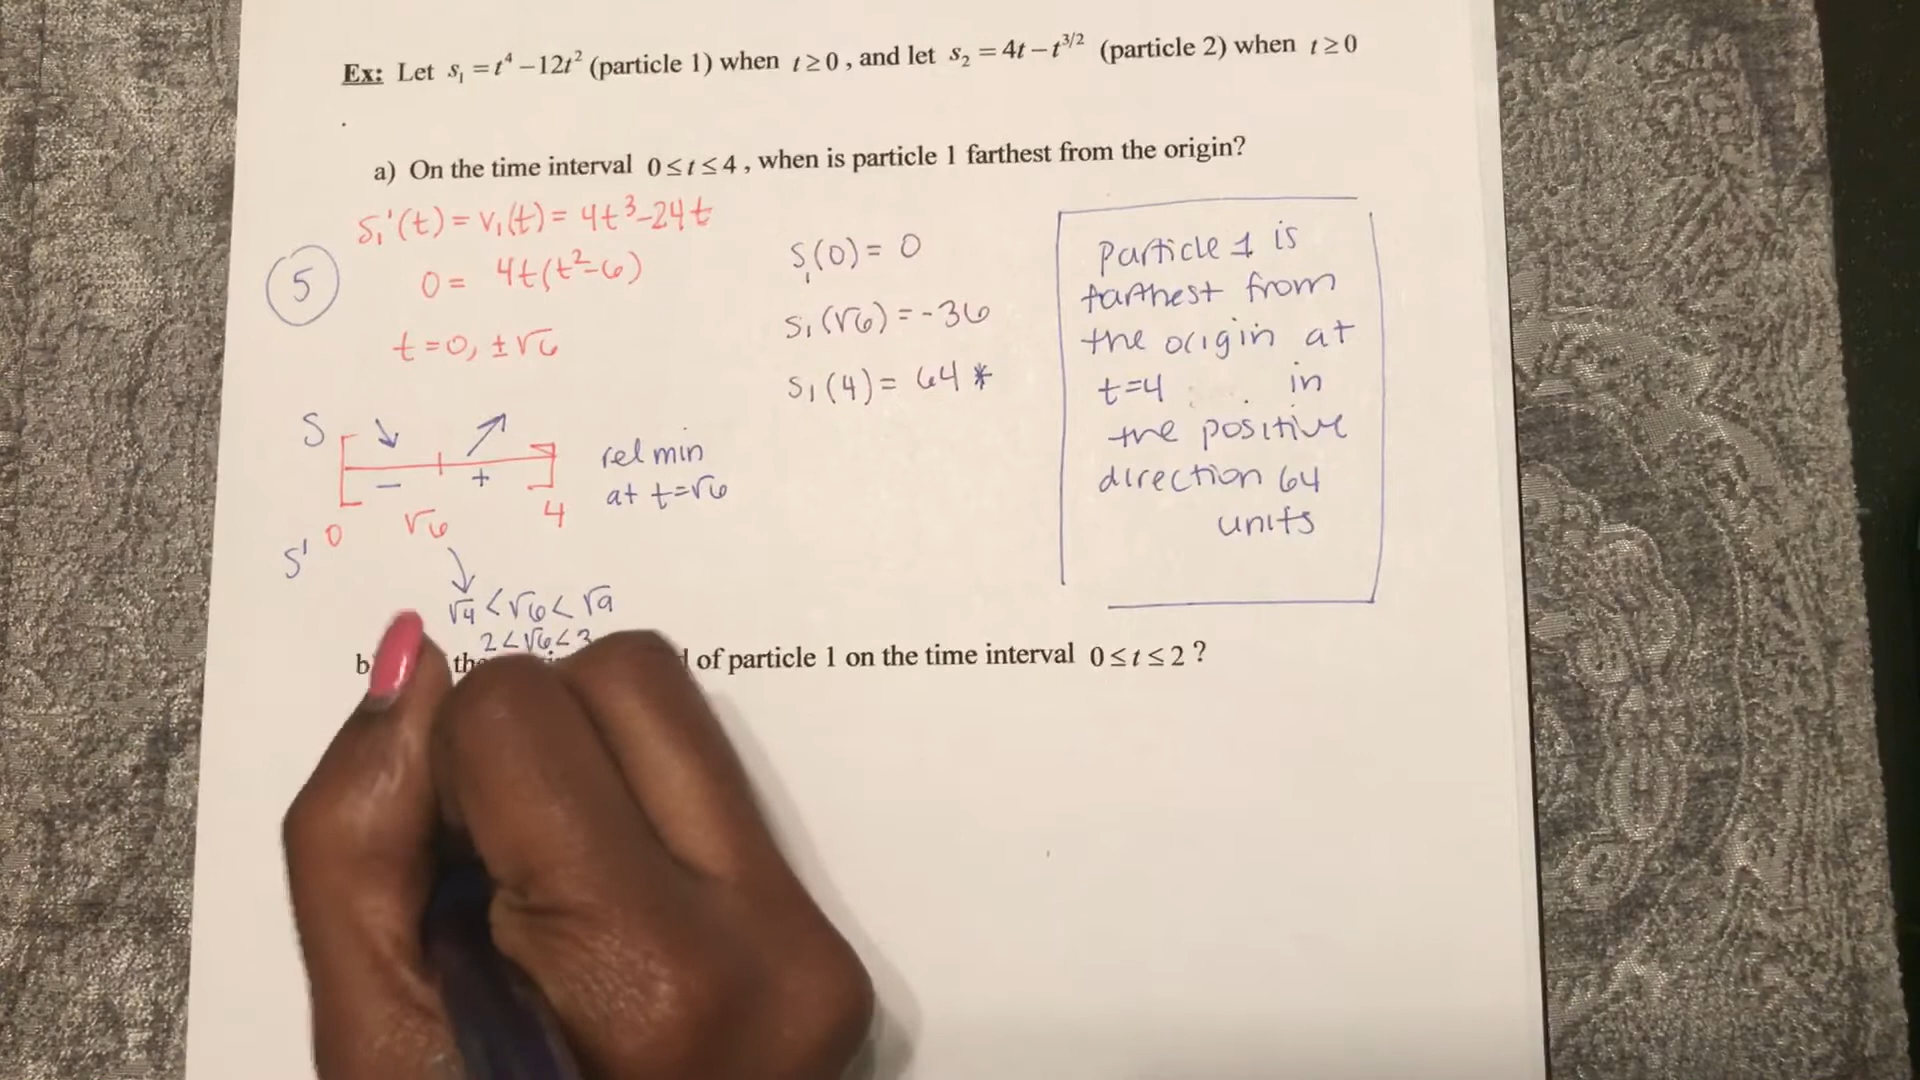 Ex: Let s₁ = t⁴ − 12t² (particle 1) when t ≥ 0, and let s₂ = 4t − t^(3/2) (particle 2) when t ≥ 0
.
a) On the time interval 0 ≤ t ≤ 4, when is particle 1 farthest from the origin?
S₁'(t) = v₁(t) = 4t³-24t
5
0 = 4t(t²-6)
t = 0, ±√6
S₁(0) = 0
S₁(√6) = -36
S₁(4) = 64 *
Particle 1 is
farthest from
the origin at
t=4 in
the positive
direction 64
units
S
− +
0 √6 4
S'
rel min
at t=√6
√4 < √6 < √9
2 < √6 < 3
b) the of particle 1 on the time interval 0 ≤ t ≤ 2 ?